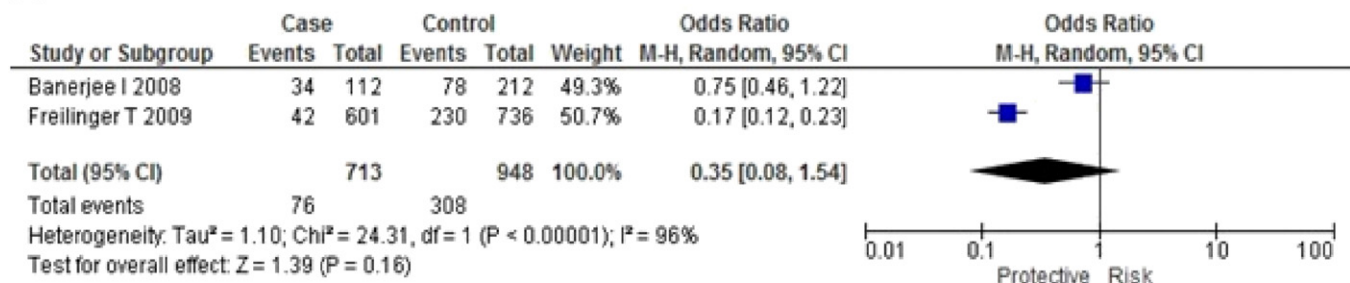 Case Control Odds Ratio Odds Ratio
Study or Subgroup Events Total Events Total Weight M-H, Random, 95% CI M-H, Random, 95% CI
Banerjee I 2008 34 112 78 212 49.3% 0.75 [0.46, 1.22]
Freilinger T 2009 42 601 230 736 50.7% 0.17 [0.12, 0.23]
Total (95% CI) 713 948 100.0% 0.35 [0.08, 1.54]
Total events 76 308
Heterogeneity: Tau² = 1.10; Chi² = 24.31, df = 1 (P < 0.00001); I² = 96%
Test for overall effect: Z = 1.39 (P = 0.16)
0.01 0.1 1 10 100
Protective Risk